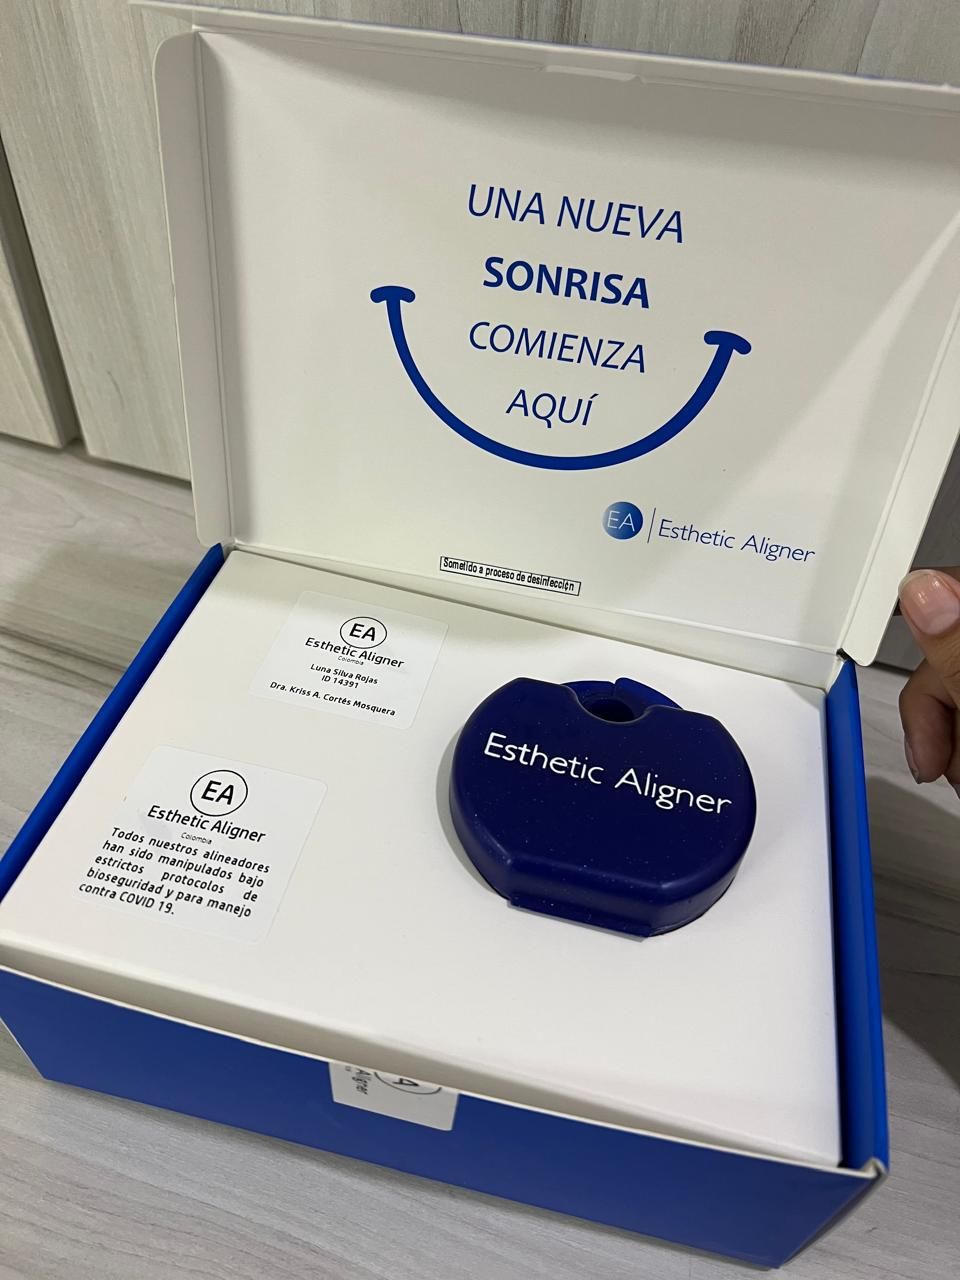 UNA NUEVA
SONRISA
COMIENZA
AQUÍ
EA Esthetic Aligner
Sometido a proceso de desinfección
EA
Esthetic Aligner
Colombia
Luna Silva Rojas
ID 14391
Dra. Kriss A. Cortés Mosquera
Esthetic Aligner
EA
Esthetic Aligner
Colombia
Todos nuestros alineadores
han sido manipulados bajo
estrictos protocolos de
bioseguridad y para manejo
contra COVID 19.